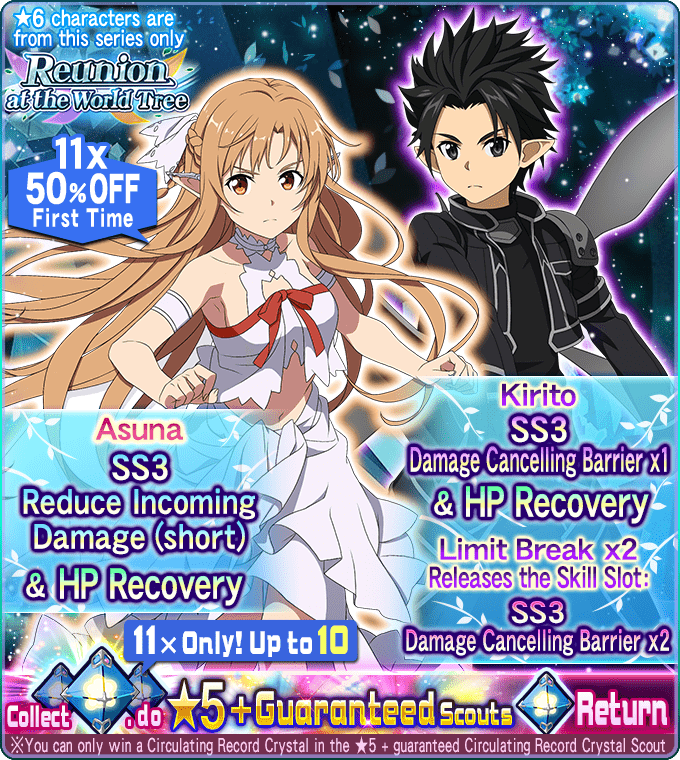 ★6 characters are
from this series only
Reunion
at the World Tree
11x
50%OFF
First Time
Asuna
SS3
Reduce Incoming
Damage (short)
& HP Recovery
Kirito
SS3
Damage Cancelling Barrier x1
& HP Recovery
Limit Break x2
Releases the Skill Slot:
SS3
Damage Cancelling Barrier x2
11× Only! Up to 10
Collect , do ★5 + Guaranteed Scouts Return
※You can only win a Circulating Record Crystal in the ★5 + guaranteed Circulating Record Crystal Scout